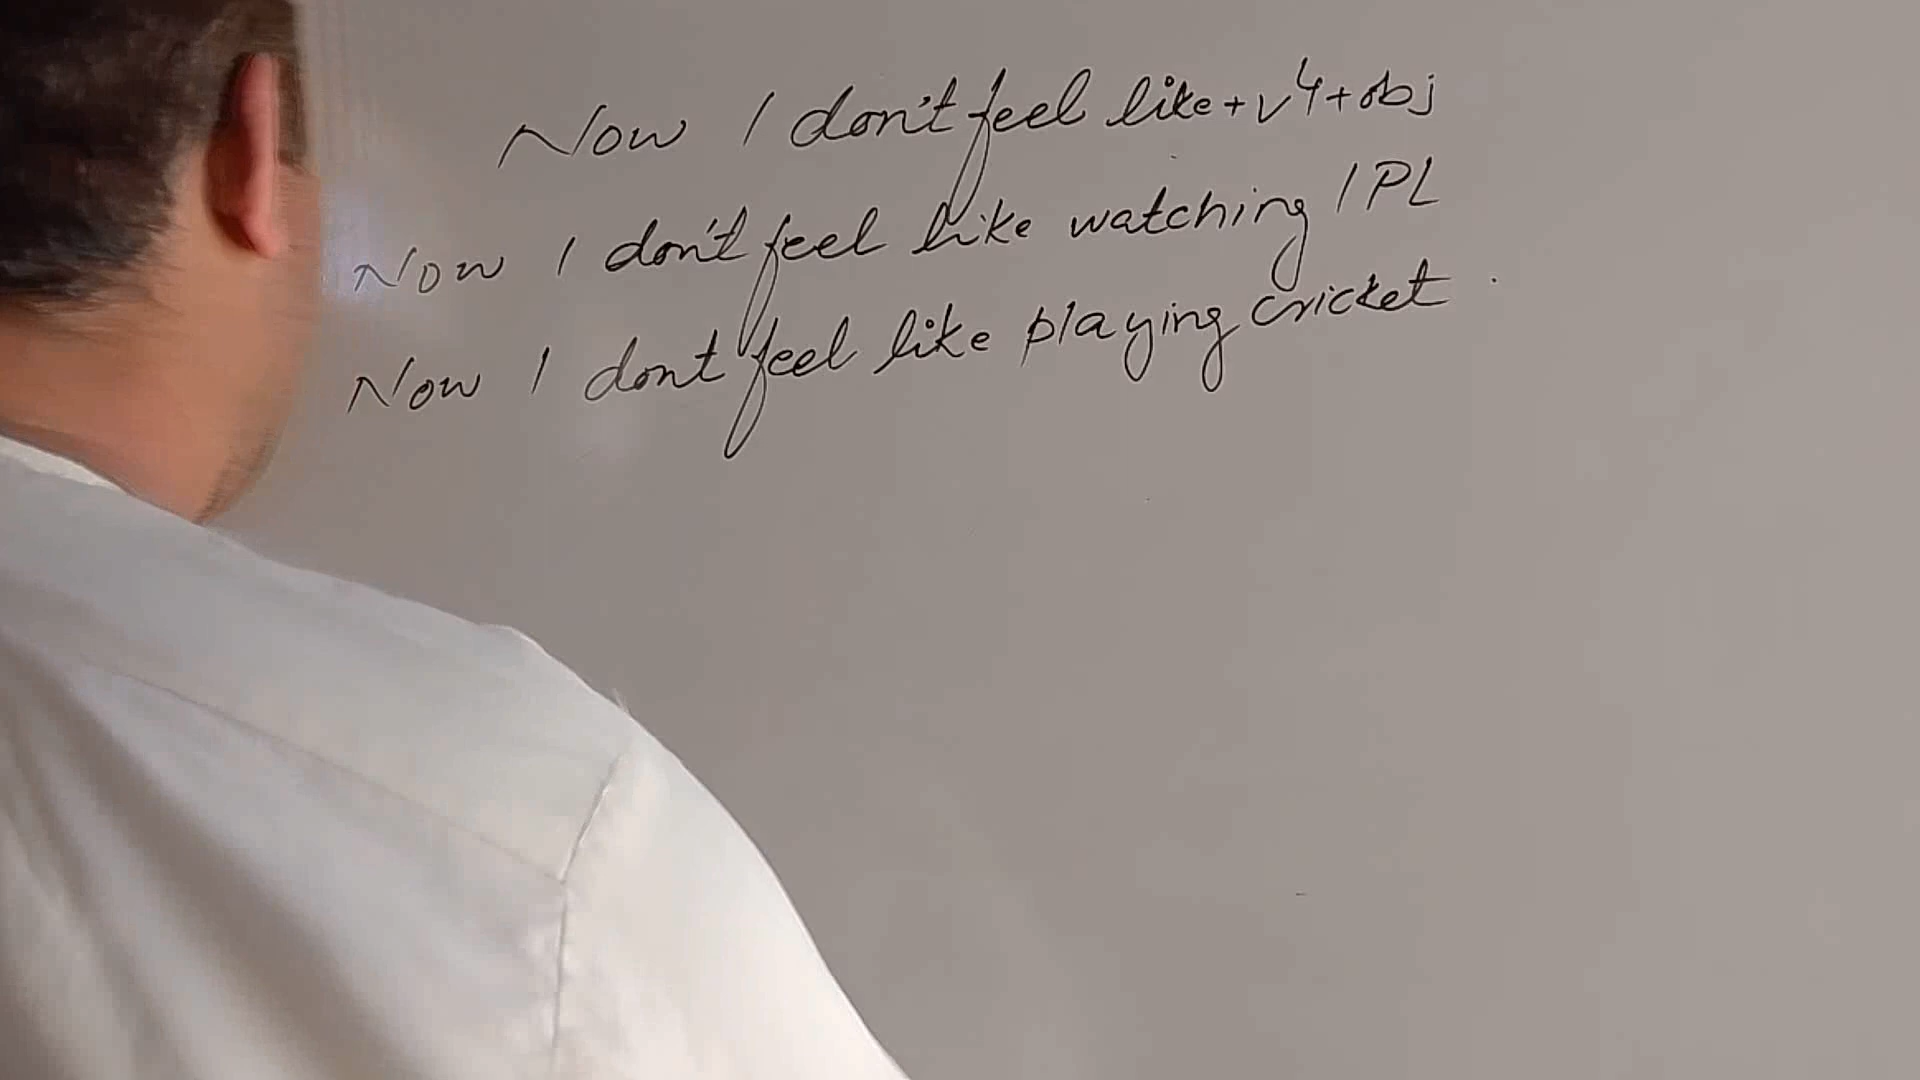 Now I don't feel like + v4 + obj
Now I don't feel like watching IPL
Now I dont feel like playing cricket .